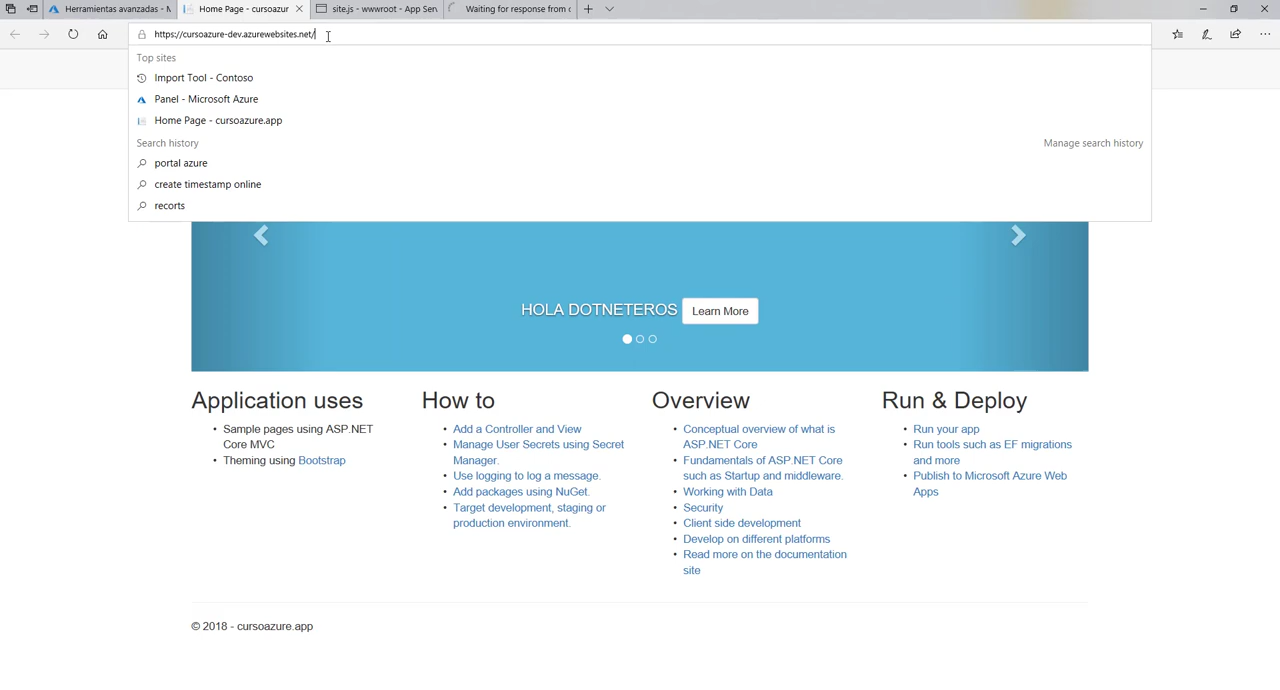 Herramientas avanzadas - M
Home Page - cursoazur
site.js - wwwroot - App Serv
Waiting for response from c
https://cursoazure-dev.azurewebsites.net/
Top sites
Import Tool - Contoso
Panel - Microsoft Azure
Home Page - cursoazure.app
Search history
Manage search history
portal azure
create timestamp online
recorts
HOLA DOTNETEROS Learn More
Application uses
Sample pages using ASP.NET
Core MVC
Theming using Bootstrap
How to
Add a Controller and View
Manage User Secrets using Secret
Manager.
Use logging to log a message.
Add packages using NuGet.
Target development, staging or
production environment.
Overview
Conceptual overview of what is
ASP.NET Core
Fundamentals of ASP.NET Core
such as Startup and middleware.
Working with Data
Security
Client side development
Develop on different platforms
Read more on the documentation
site
Run & Deploy
Run your app
Run tools such as EF migrations
and more
Publish to Microsoft Azure Web
Apps
© 2018 - cursoazure.app